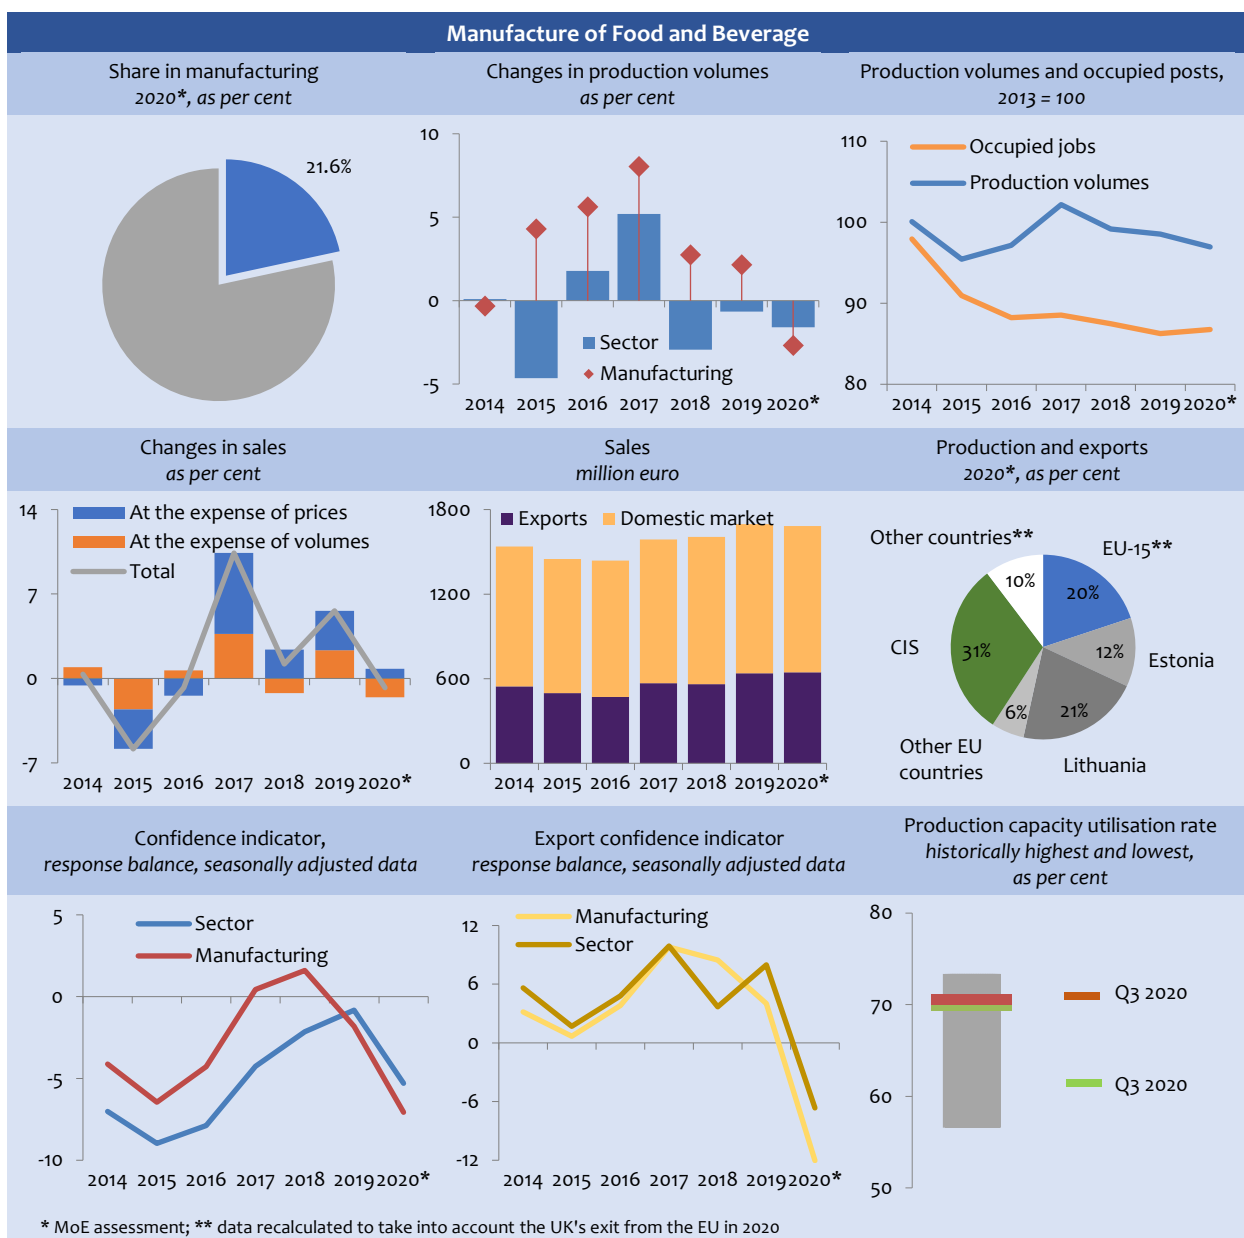 Manufacture of Food and Beverage
Share in manufacturing
2020*, as per cent
21.6%
Changes in production volumes
as per cent
10
5
0
-5
Sector
Manufacturing
2014 2015 2016 2017 2018 2019 2020*
Production volumes and occupied posts,
2013 = 100
110
100
90
80
Occupied jobs
Production volumes
2014 2015 2016 2017 2018 2019 2020*
Changes in sales
as per cent
14
7
0
-7
At the expense of prices
At the expense of volumes
Total
2014 2015 2016 2017 2018 2019 2020*
Sales
million euro
1800
1200
600
0
Exports Domestic market
2014 2015 2016 2017 2018 2019 2020*
Production and exports
2020*, as per cent
Other countries** EU-15**
10% 20%
CIS 31% 12% Estonia
6% 21%
Other EU
countries
Lithuania
Confidence indicator,
response balance, seasonally adjusted data
5
0
-5
-10
Sector
Manufacturing
2014 2015 2016 2017 2018 2019 2020*
Export confidence indicator
response balance, seasonally adjusted data
12
6
0
-6
-12
Manufacturing
Sector
2014 2015 2016 2017 2018 2019 2020*
Production capacity utilisation rate
historically highest and lowest,
as per cent
80
70
60
50
Q3 2020
Q3 2020
* MoE assessment; ** data recalculated to take into account the UK's exit from the EU in 2020